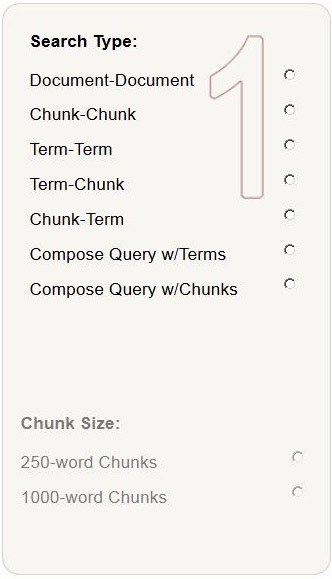 Search Type:
1
Document-Document
Chunk-Chunk
Term-Term
Term-Chunk
Chunk-Term
Compose Query w/Terms
Compose Query w/Chunks
Chunk Size:
250-word Chunks
1000-word Chunks